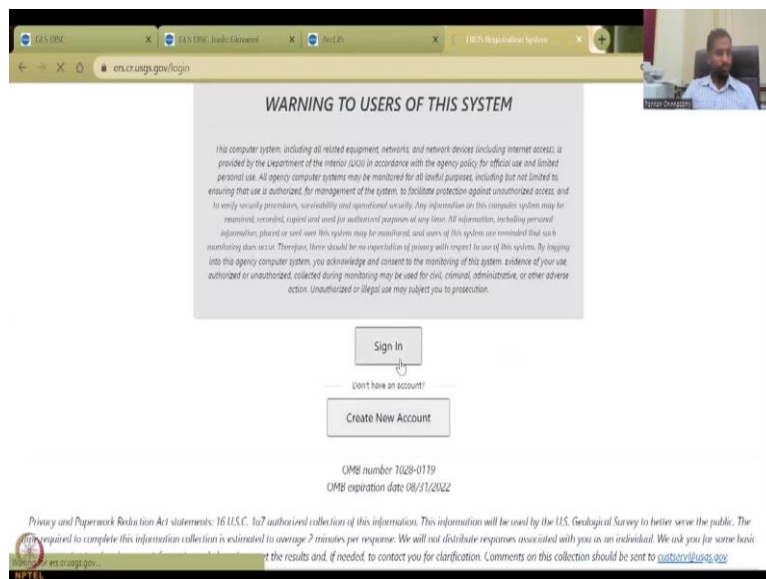 GES DISC
GES DISC Tools: Giovanni
EROS Registration System
ers.cr.usgs.gov/login
WARNING TO USERS OF THIS SYSTEM
This computer system, including all related equipment, networks, and network devices (including Internet access), is
provided by the Department of the Interior (DOI) in accordance with the agency policy for official use and limited
personal use. All agency computer systems may be monitored for all lawful purposes, including but not limited to,
ensuring that use is authorized, for management of the system, to facilitate protection against unauthorized access, and
to verify security procedures, survivability and operational security. Any information on this computer system may be
examined, recorded, copied and used for authorized purposes at any time. All information, including personal
information, placed or sent over this system may be monitored, and users of this system are reminded that such
monitoring does occur. Therefore, there should be no expectation of privacy with respect to use of this system. By logging
into this agency computer system, you acknowledge and consent to the monitoring of this system. Evidence of your use,
authorized or unauthorized, collected during monitoring may be used for civil, criminal, administrative, or other adverse
action. Unauthorized or illegal use may subject you to prosecution.
Sign In
Don't have an account?
Create New Account
OMB number 1028-0119
OMB expiration date 08/31/2022
Privacy and Paperwork Reduction Act statements: 16 U.S.C. 1a7 authorized collection of this information. This information will be used by the U.S. Geological Survey to better serve the public. The
required to complete this information collection is estimated to average 2 minutes per response. We will not distribute responses associated with you as an individual. We ask you for some basic
the results and, if needed, to contact you for clarification. Comments on this collection should be sent to custserv@usgs.gov
ers.cr.usgs.gov...
NPTEL